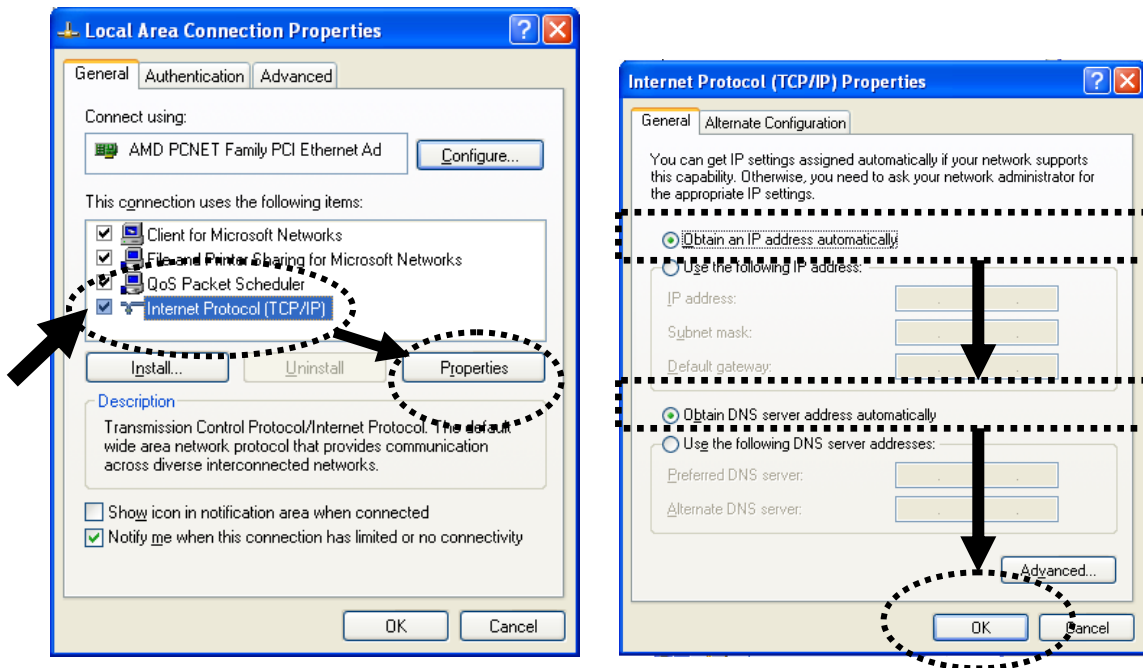 Local Area Connection Properties
General Authentication Advanced
Connect using:
AMD PCNET Family PCI Ethernet Ad
Configure...
This connection uses the following items:
Client for Microsoft Networks
File and Printer Sharing for Microsoft Networks
QoS Packet Scheduler
Internet Protocol (TCP/IP)
Install... Uninstall Properties
Description
Transmission Control Protocol/Internet Protocol. The default
wide area network protocol that provides communication
across diverse interconnected networks.
Show icon in notification area when connected
Notify me when this connection has limited or no connectivity
OK Cancel
Internet Protocol (TCP/IP) Properties
General Alternate Configuration
You can get IP settings assigned automatically if your network supports
this capability. Otherwise, you need to ask your network administrator for
the appropriate IP settings.
Obtain an IP address automatically
Use the following IP address:
IP address:
Subnet mask:
Default gateway:
Obtain DNS server address automatically
Use the following DNS server addresses:
Preferred DNS server:
Alternate DNS server:
Advanced...
OK Cancel